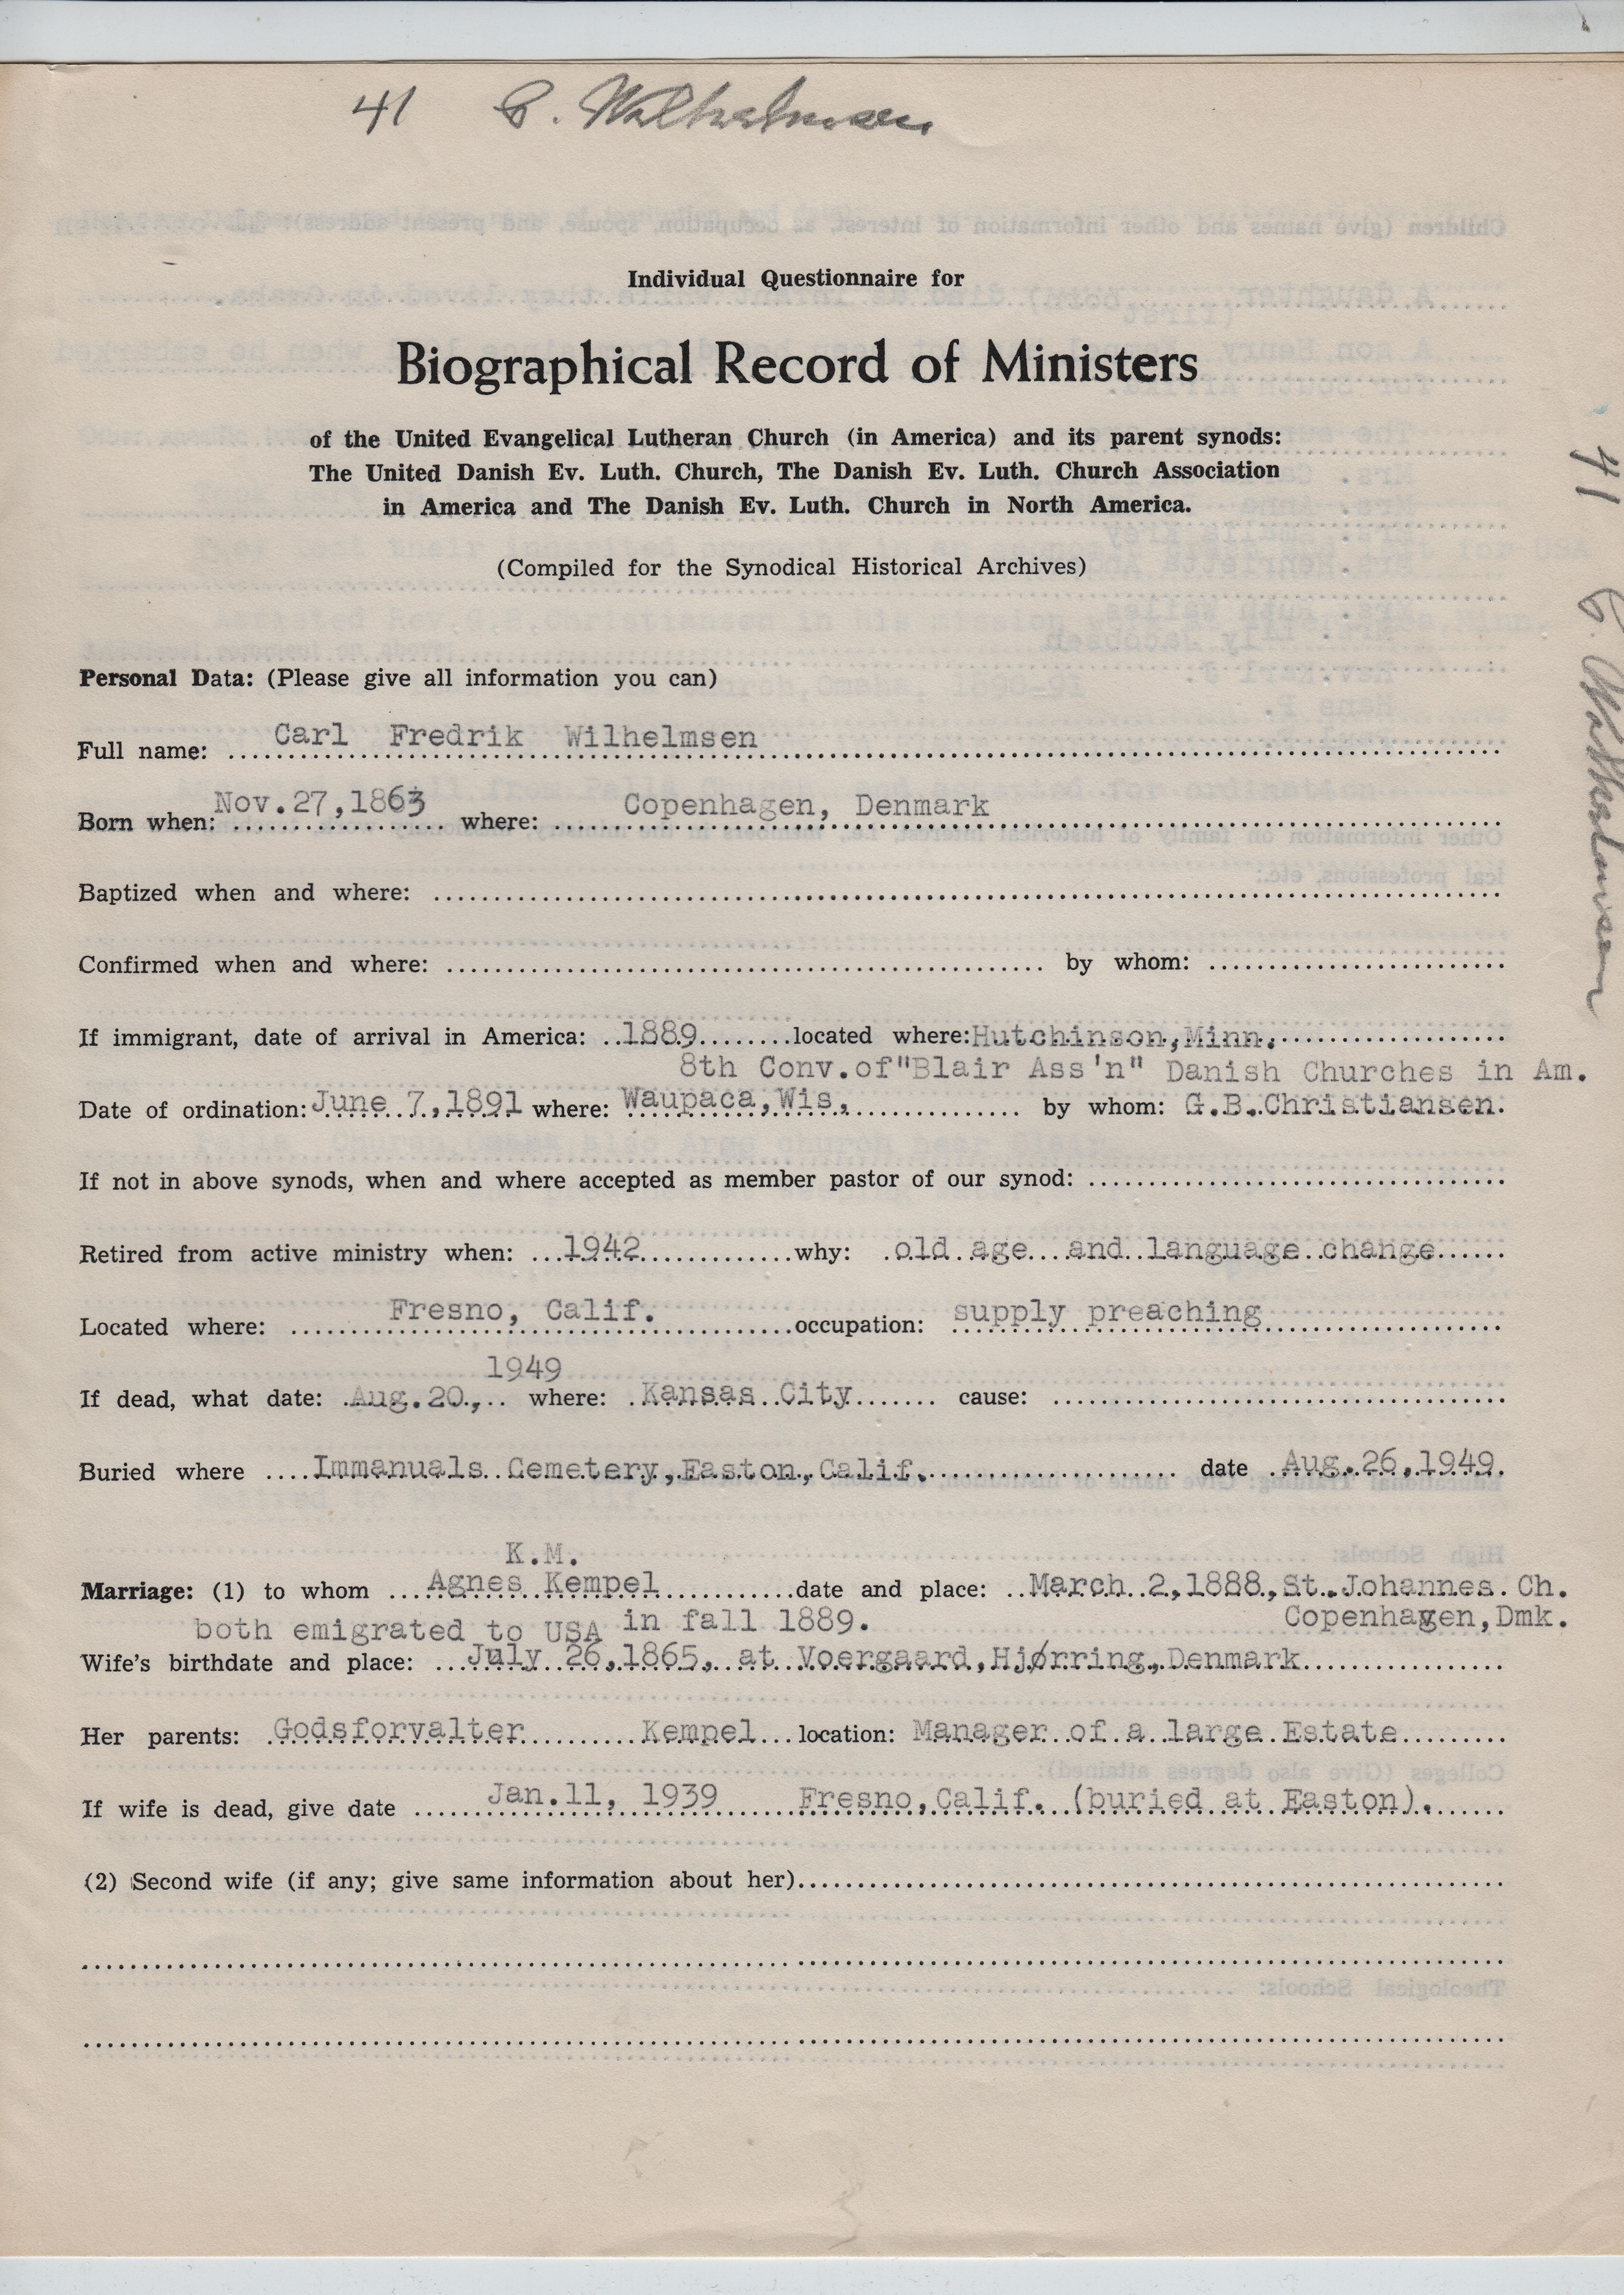 41 C. Wilhelmsen
Individual Questionnaire for
Biographical Record of Ministers
of the United Evangelical Lutheran Church (in America) and its parent synods:
The United Danish Ev. Luth. Church, The Danish Ev. Luth. Church Association
in America and The Danish Ev. Luth. Church in North America.
(Compiled for the Synodical Historical Archives)
41 C. Wilhelmsen
Personal Data: (Please give all information you can)
Full name: Carl Fredrik Wilhelmsen
Born when: Nov.27,1863 where: Copenhagen, Denmark
Baptized when and where:
Confirmed when and where: by whom:
If immigrant, date of arrival in America: 1889 located where: Hutchinson,Minn.
8th Conv.of"Blair Ass'n" Danish Churches in Am.
Date of ordination: June 7,1891 where: Waupaca,Wis, by whom: G.B.Christiansen.
If not in above synods, when and where accepted as member pastor of our synod:
Retired from active ministry when: 1942 why: old age and language change
Located where: Fresno, Calif. occupation: supply preaching
1949
If dead, what date: Aug.20, where: Kansas City cause:
Buried where Immanuals Cemetery,Easton,Calif. date Aug.26,1949.
K.M.
Marriage: (1) to whom Agnes Kempel date and place: March 2,1888,St.Johannes Ch.
both emigrated to USA in fall 1889. Copenhagen,Dmk.
Wife's birthdate and place: July 26,1865, at Voergaard,Hjørring,Denmark
Her parents: Godsforvalter Kempel location: Manager of a large Estate
If wife is dead, give date Jan.11, 1939 Fresno,Calif. (buried at Easton).
(2) Second wife (if any; give same information about her)